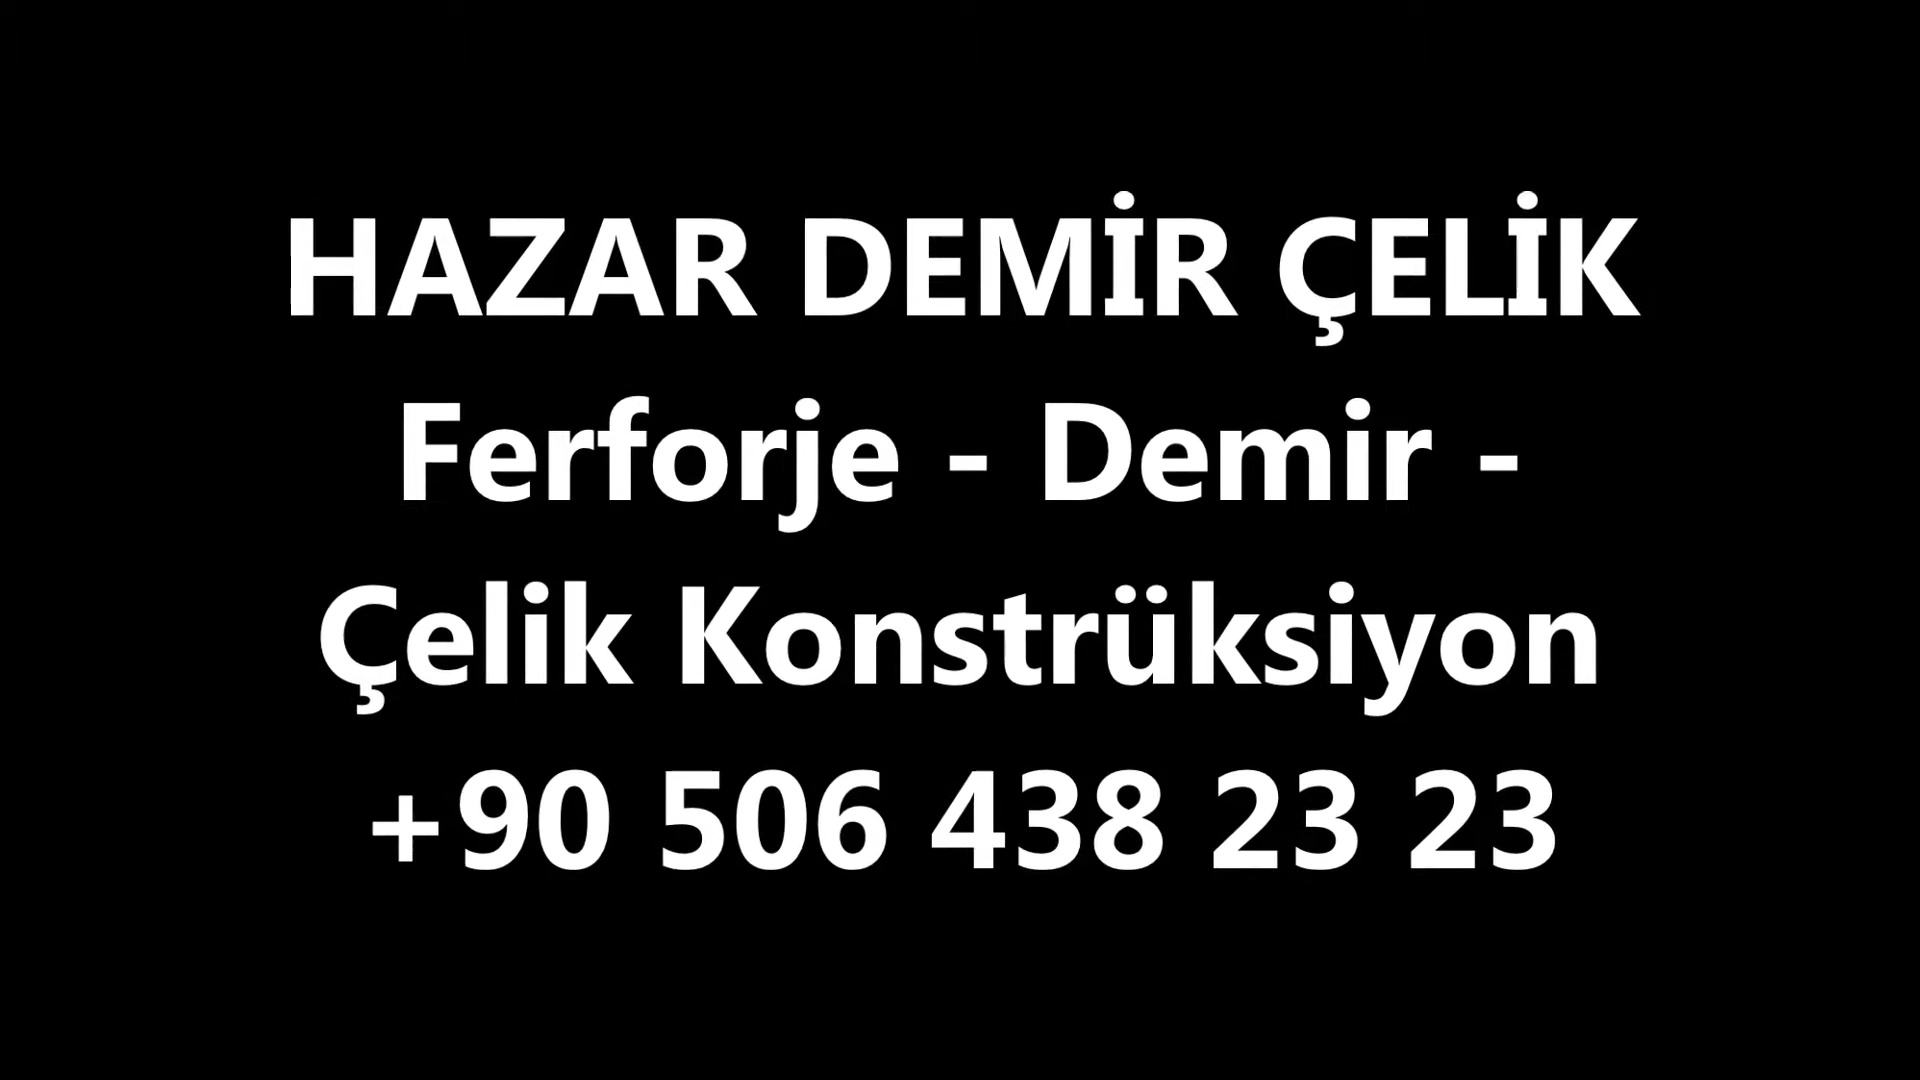 HAZAR DEMİR ÇELİK
Ferforje - Demir -
Çelik Konstrüksiyon
+90 506 438 23 23